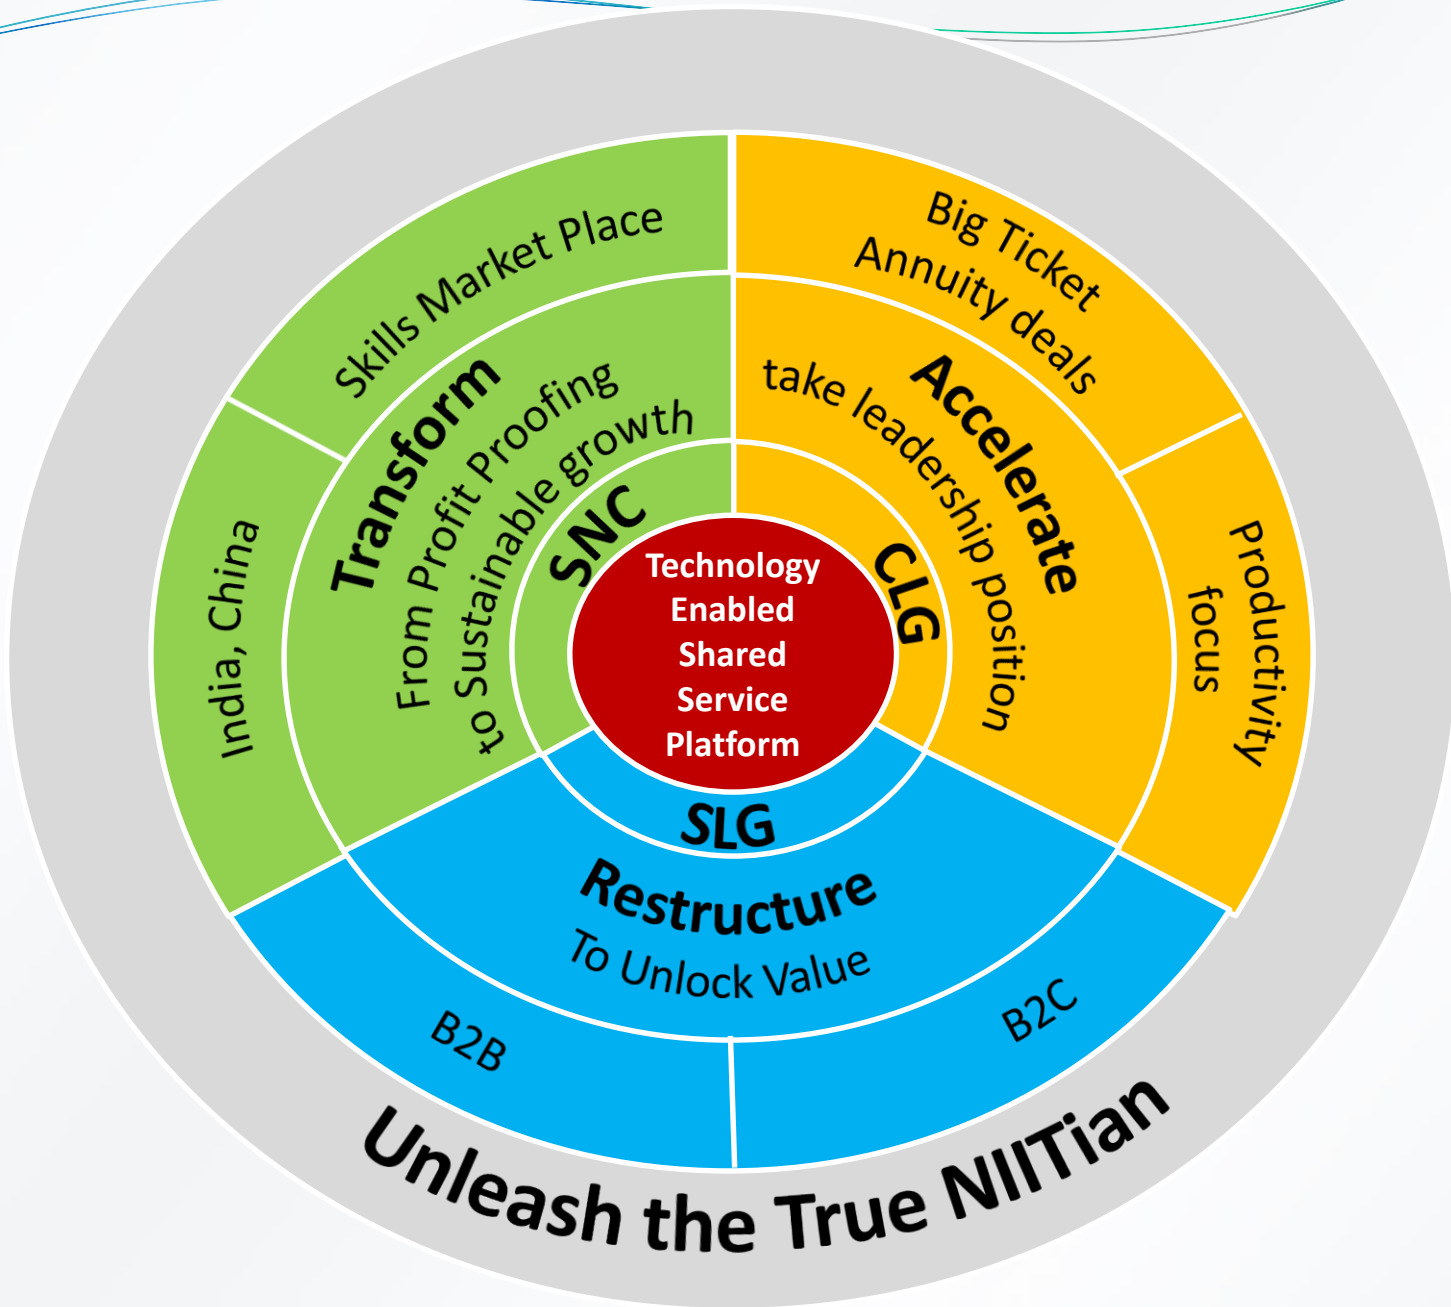 Skills Market Place
India, China
Transform
From Profit Proofing
to Sustainable growth
SNC
Big Ticket
Annuity deals
Productivity
focus
Accelerate
take leadership position
CLG
Technology
Enabled
Shared
Service
Platform
SLG
Restructure
To Unlock Value
B2B
B2C
Unleash the True NIITian